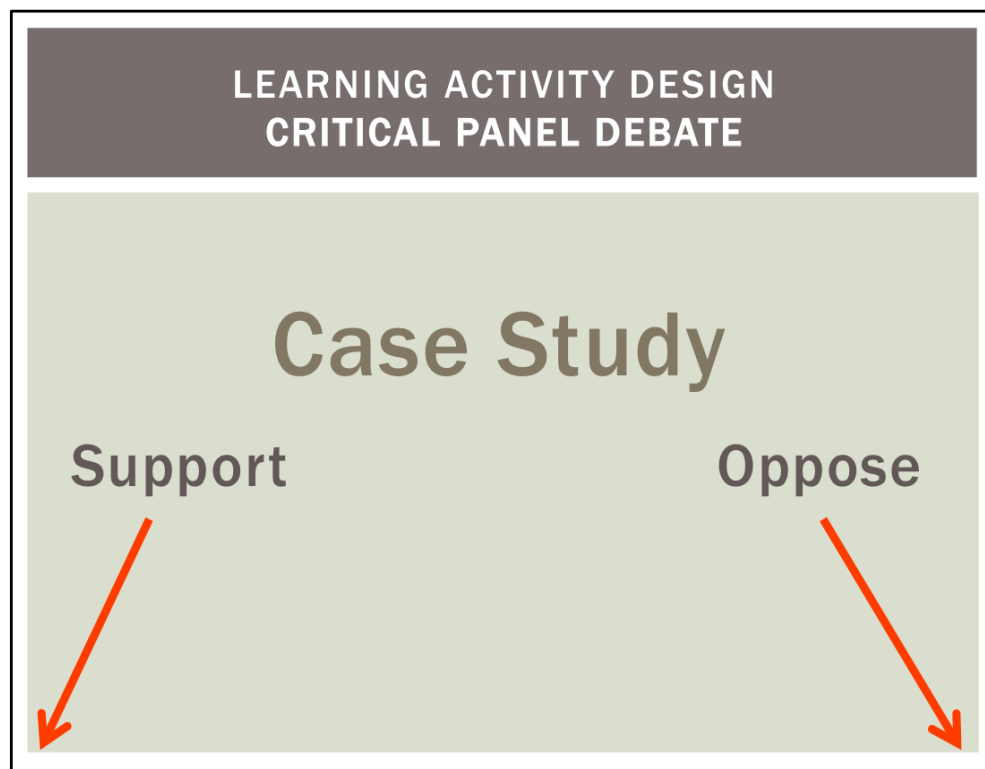 LEARNING ACTIVITY DESIGN
CRITICAL PANEL DEBATE
Case Study
Support
Oppose